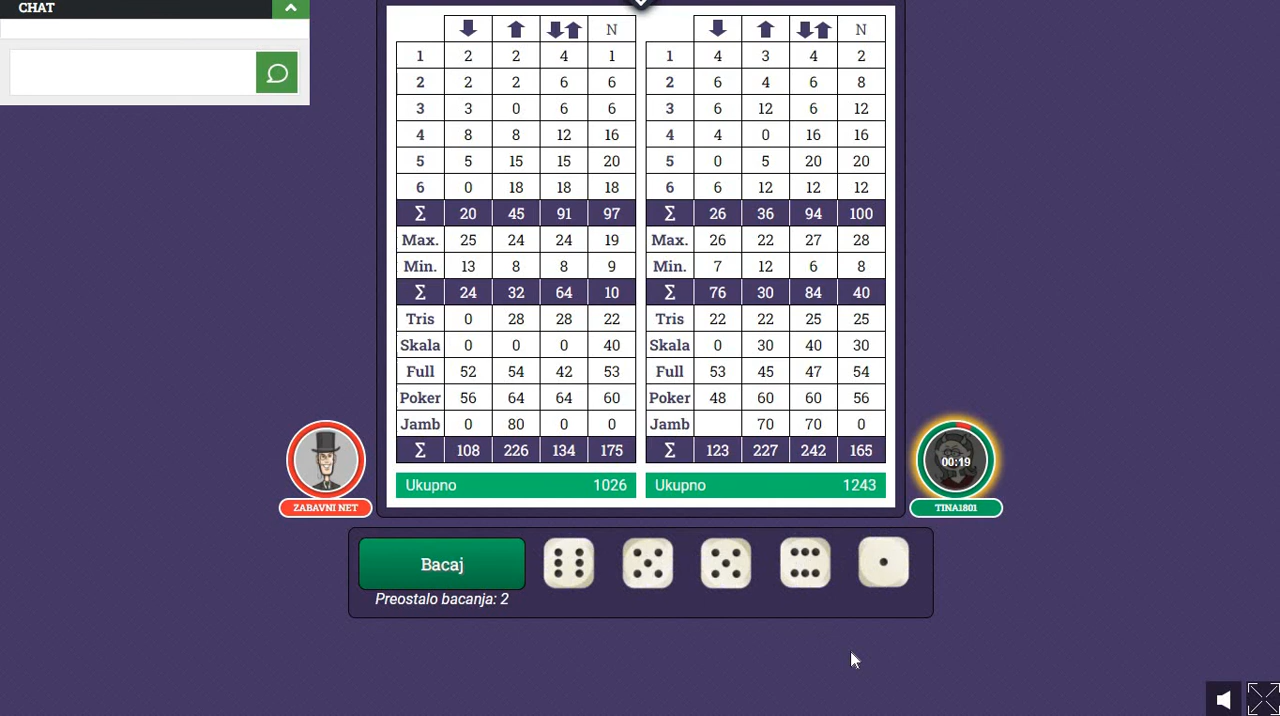 CHAT
N N
1 2 2 4 1 1 4 3 4 2
2 2 2 6 6 2 6 4 6 8
3 3 0 6 6 3 6 12 6 12
4 8 8 12 16 4 4 0 16 16
5 5 15 15 20 5 0 5 20 20
6 0 18 18 18 6 6 12 12 12
Σ 20 45 91 97 Σ 26 36 94 100
Max. 25 24 24 19 Max. 26 22 27 28
Min. 13 8 8 9 Min. 7 12 6 8
Σ 24 32 64 10 Σ 76 30 84 40
Tris 0 28 28 22 Tris 22 22 25 25
Skala 0 0 0 40 Skala 0 30 40 30
Full 52 54 42 53 Full 53 45 47 54
Poker 56 64 64 60 Poker 48 60 60 56
Jamb 0 80 0 0 Jamb 70 70 0
Σ 108 226 134 175 Σ 123 227 242 165
Ukupno 1026 Ukupno 1243
00:19
ZABAVNI NET
TINA1801
Bacaj
Preostalo bacanja: 2